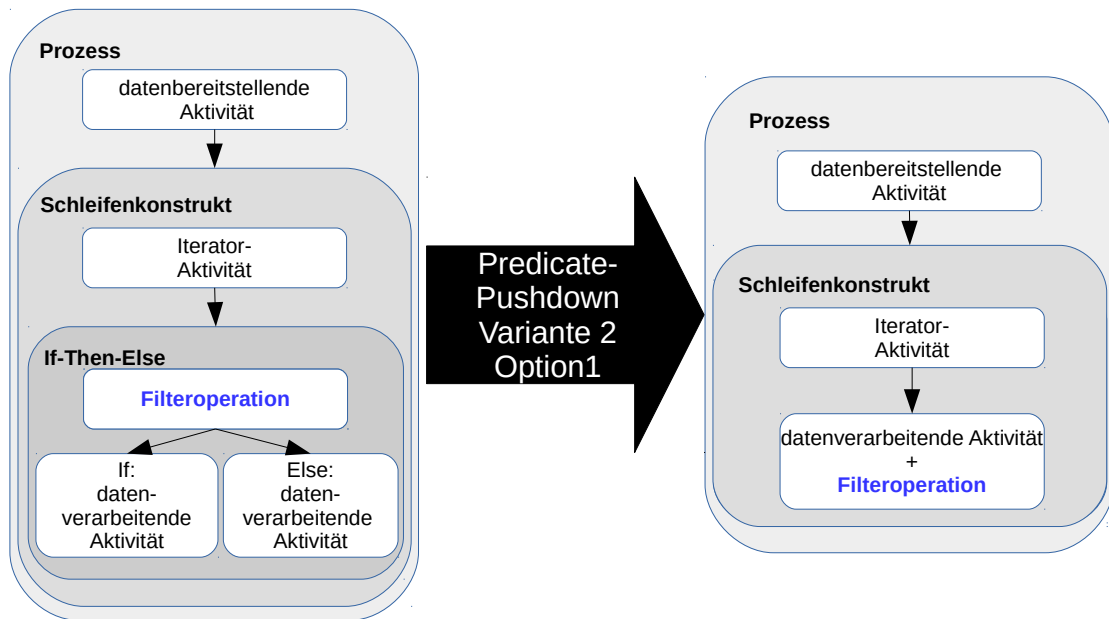 Prozess
datenbereitstellende
Aktivität
Schleifenkonstrukt
Iterator-
Aktivität
If-Then-Else
Filteroperation
If:
daten-
verarbeitende
Aktivität
Else:
daten-
verarbeitende
Aktivität
Predicate-
Pushdown
Variante 2
Option1
Prozess
datenbereitstellende
Aktivität
Schleifenkonstrukt
Iterator-
Aktivität
datenverarbeitende Aktivität
+
Filteroperation